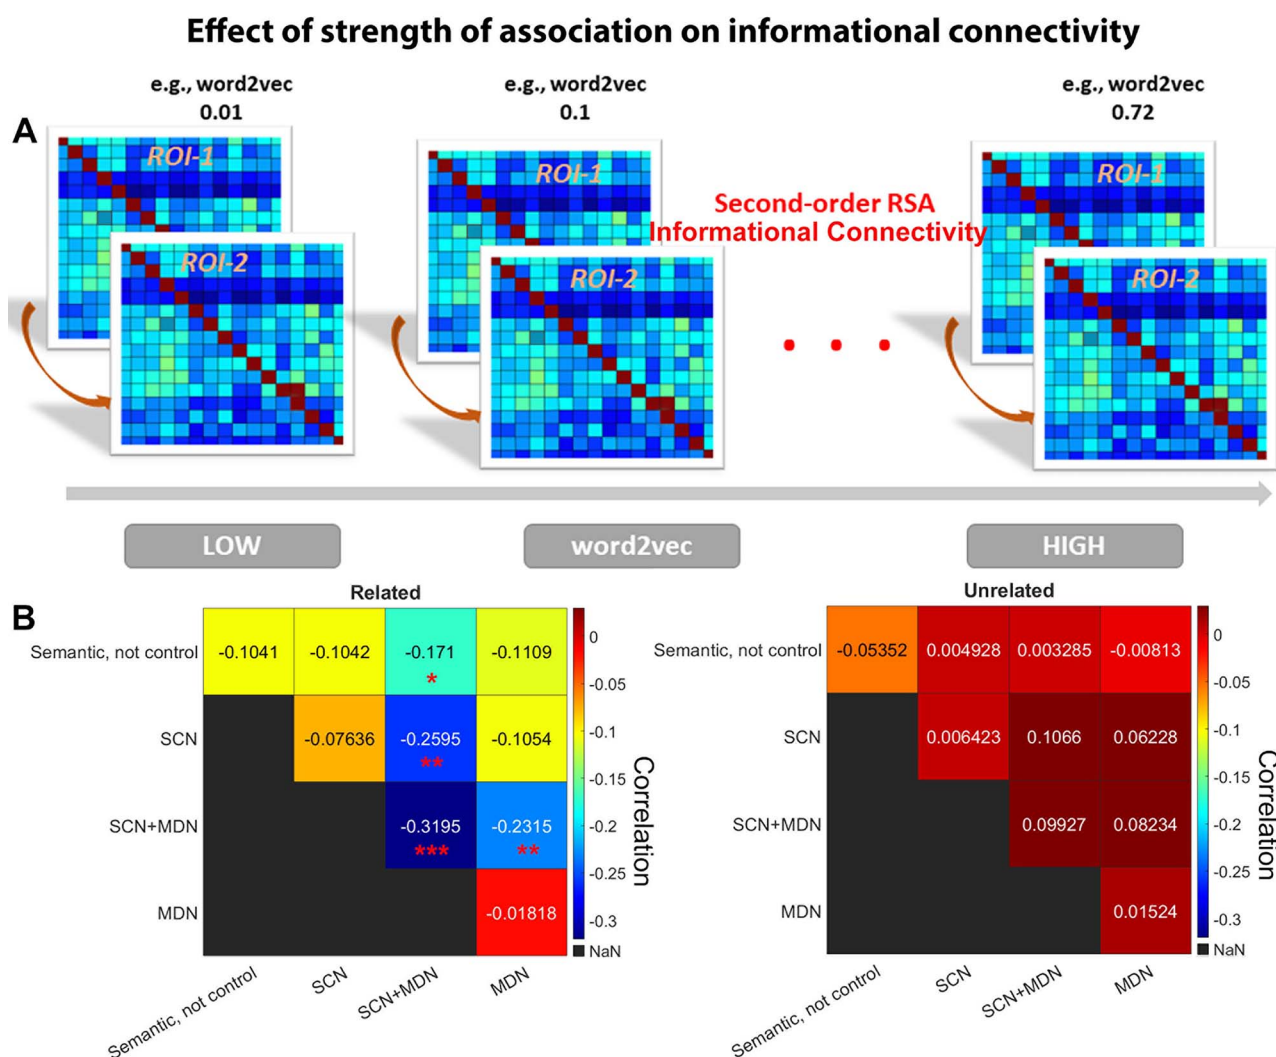 Effect of strength of association on informational connectivity
e.g., word2vec
0.01
e.g., word2vec
0.1
e.g., word2vec
0.72
A
ROI-1
ROI-2
ROI-1
ROI-2
Second-order RSA
Informational Connectivity
ROI-1
ROI-2
LOW
word2vec
HIGH
B
Related
Semantic, not control
-0.1041 -0.1042 -0.171 -0.1109
*
SCN
-0.07636 -0.2595 -0.1054
**
SCN+MDN
-0.3195 -0.2315
*** **
MDN
-0.01818
Semantic, not control
SCN
SCN+MDN
MDN
0
-0.05
-0.1
-0.15
-0.2
-0.25
-0.3
NaN
Correlation
Unrelated
Semantic, not control
-0.05352 0.004928 0.003285 -0.00813
SCN
0.006423 0.1066 0.06228
SCN+MDN
0.09927 0.08234
MDN
0.01524
Semantic, not control
SCN
SCN+MDN
MDN
0
-0.05
-0.1
-0.15
-0.2
-0.25
-0.3
NaN
Correlation